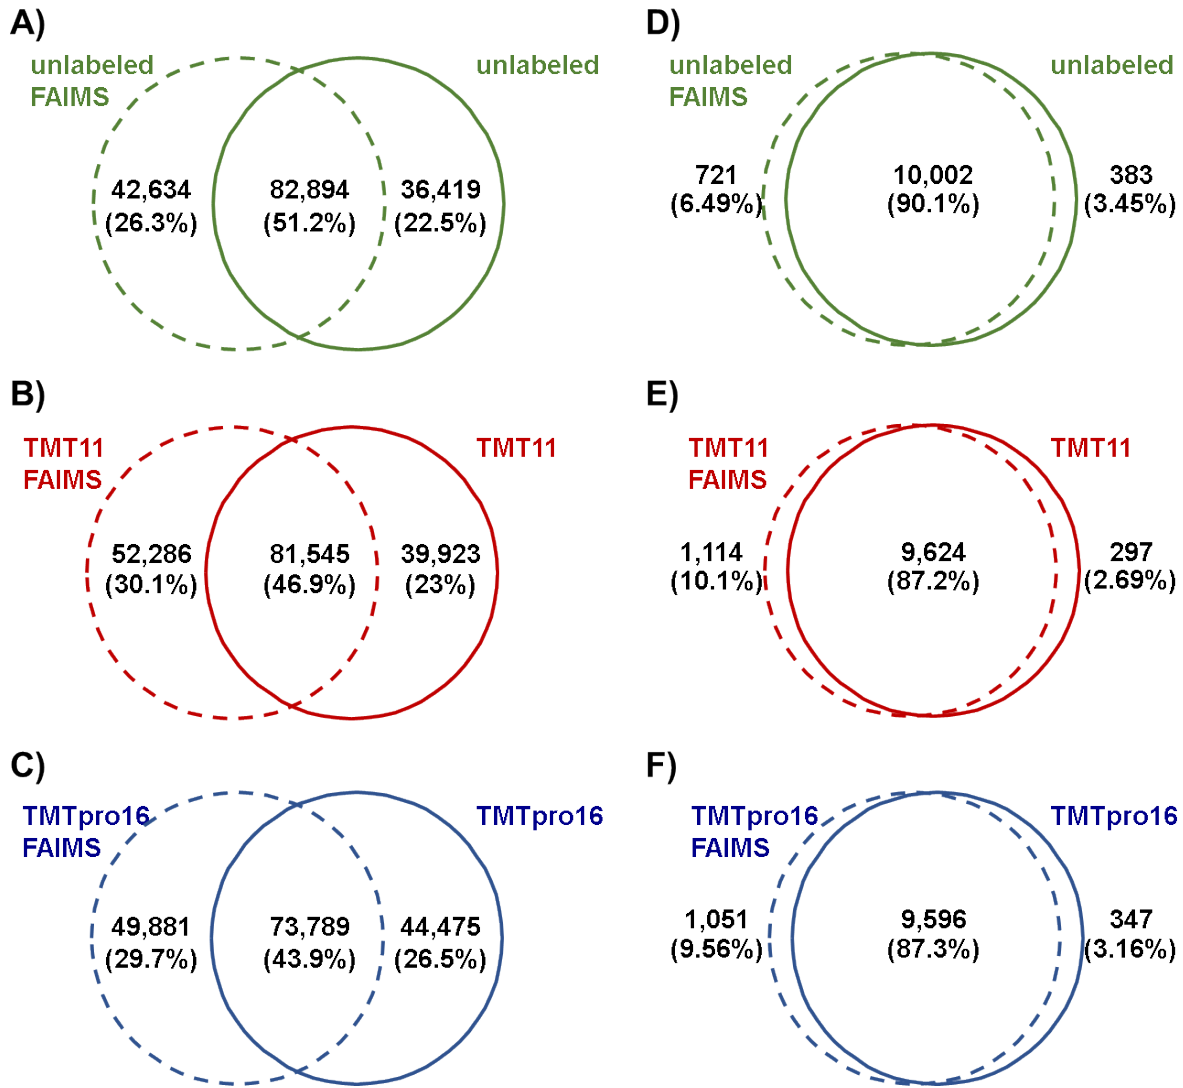 A)
unlabeled
FAIMS
unlabeled
42,634
(26.3%)
82,894
(51.2%)
36,419
(22.5%)
D)
unlabeled
FAIMS
unlabeled
721
(6.49%)
10,002
(90.1%)
383
(3.45%)
B)
TMT11
FAIMS
TMT11
52,286
(30.1%)
81,545
(46.9%)
39,923
(23%)
E)
TMT11
FAIMS
TMT11
1,114
(10.1%)
9,624
(87.2%)
297
(2.69%)
C)
TMTpro16
FAIMS
TMTpro16
49,881
(29.7%)
73,789
(43.9%)
44,475
(26.5%)
F)
TMTpro16
FAIMS
TMTpro16
1,051
(9.56%)
9,596
(87.3%)
347
(3.16%)